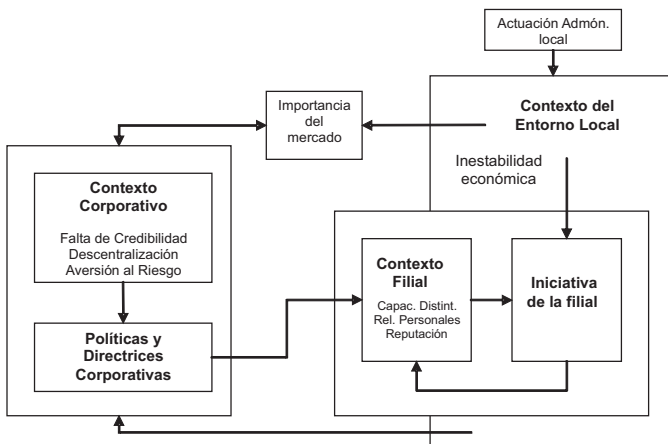 Actuación Admón.
local
Contexto del
Entorno Local
Importancia
del
mercado
Inestabilidad
económica
Contexto
Corporativo
Falta de Credibilidad
Descentralización
Aversión al Riesgo
Políticas y
Directrices
Corporativas
Contexto
Filial
Capac. Distint.
Rel. Personales
Reputación
Iniciativa
de la filial